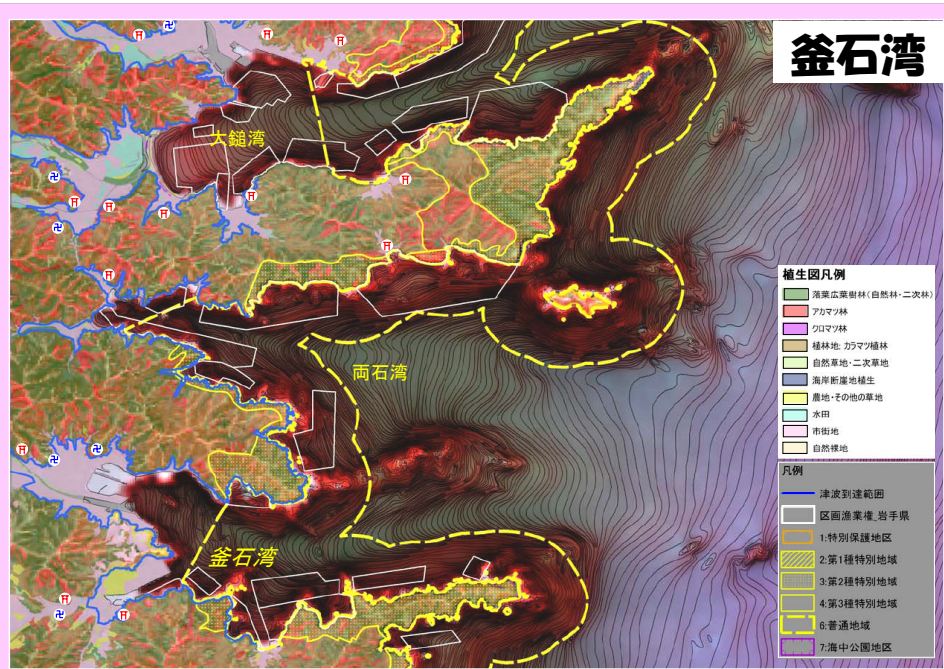 釜石湾
大鎚湾
両石湾
釜石湾
植生図凡例
落葉広葉樹林(自然林・二次林)
アカマツ林
クロマツ林
植林地: カラマツ植林
自然草地・二次草地
海岸断崖地植生
農地・その他の草地
水田
市街地
自然裸地
凡例
津波到達範囲
区画漁業権_岩手県
1:特別保護地区
2:第1種特別地域
3:第2種特別地域
4:第3種特別地域
6:普通地域
7:海中公園地区